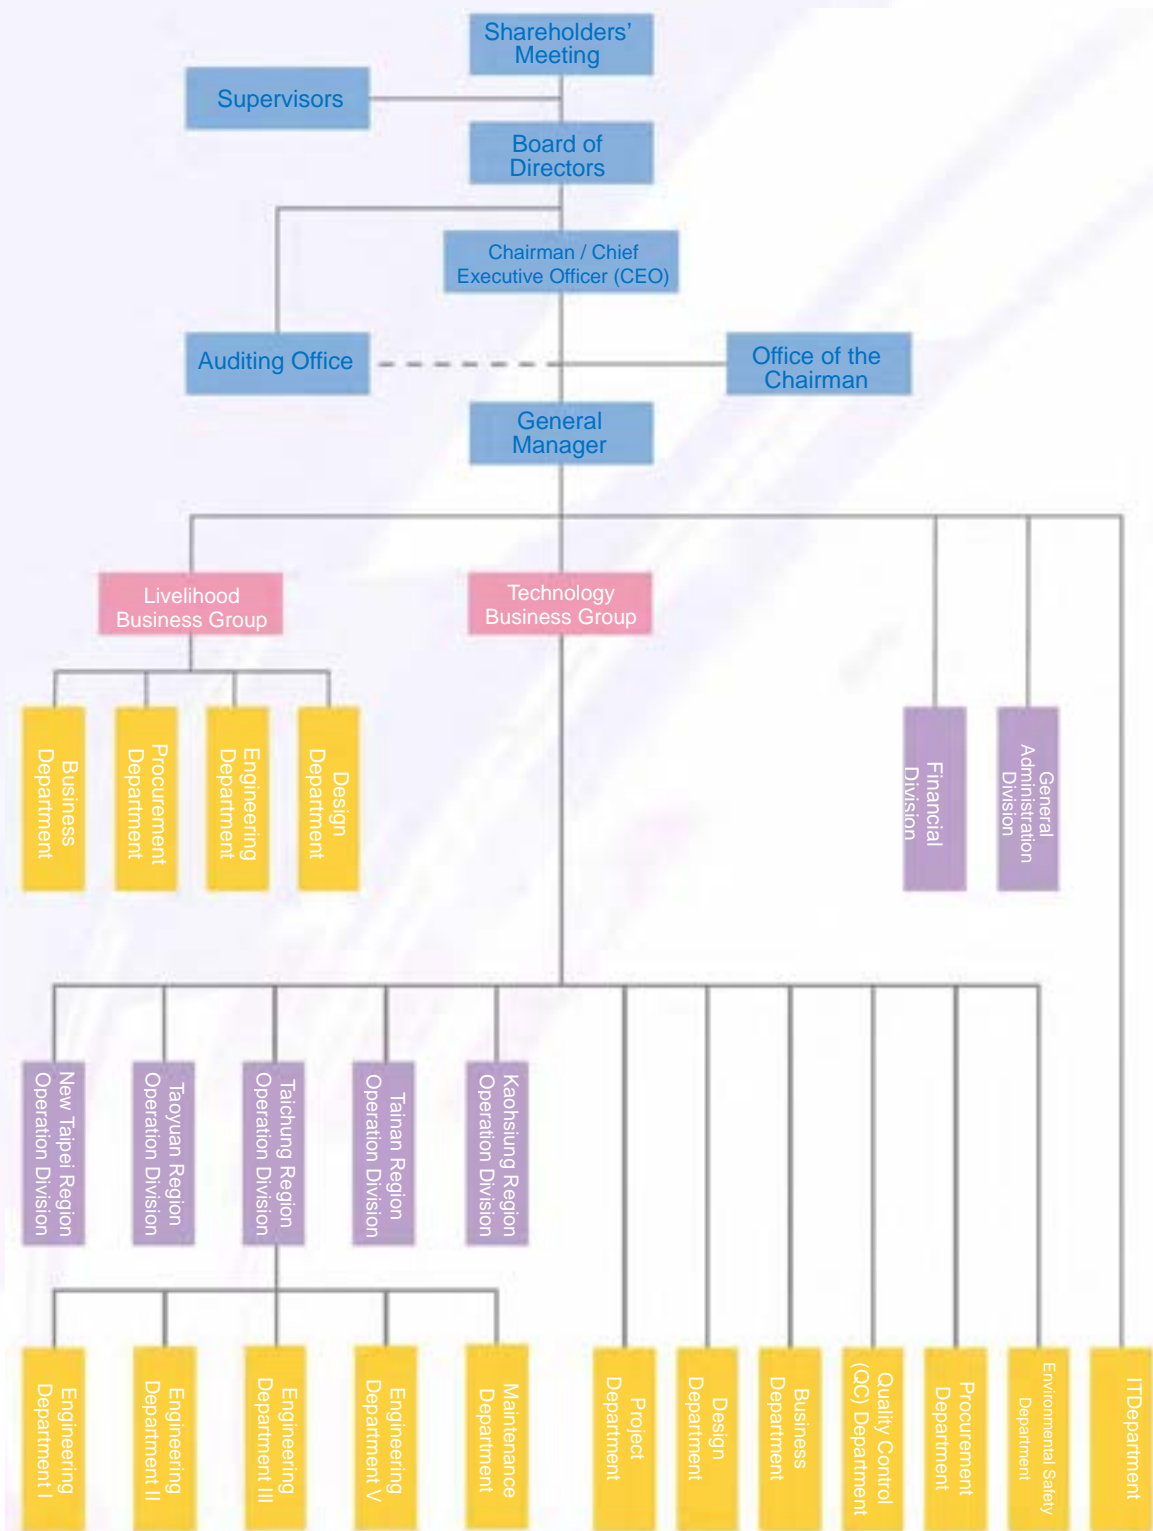 Shareholders'
Meeting
Supervisors
Board of
Directors
Chairman / Chief
Executive Officer (CEO)
Auditing Office
Office of the
Chairman
General
Manager
Livelihood
Business Group
Technology
Business Group
Business
Department
Procurement
Department
Engineering
Department
Design
Department
Financial
Division
General
Administration
Division
New Taipei Region
Operation Division
Taoyuan Region
Operation Division
Taichung Region
Operation Division
Tainan Region
Operation Division
Kaohsiung Region
Operation Division
Engineering
Department I
Engineering
Department II
Engineering
Department III
Engineering
Department V
Maintenance
Department
Project
Department
Design
Department
Business
Department
Quality Control
(QC) Department
Procurement
Department
Environmental Safety
Department
ITDepartment